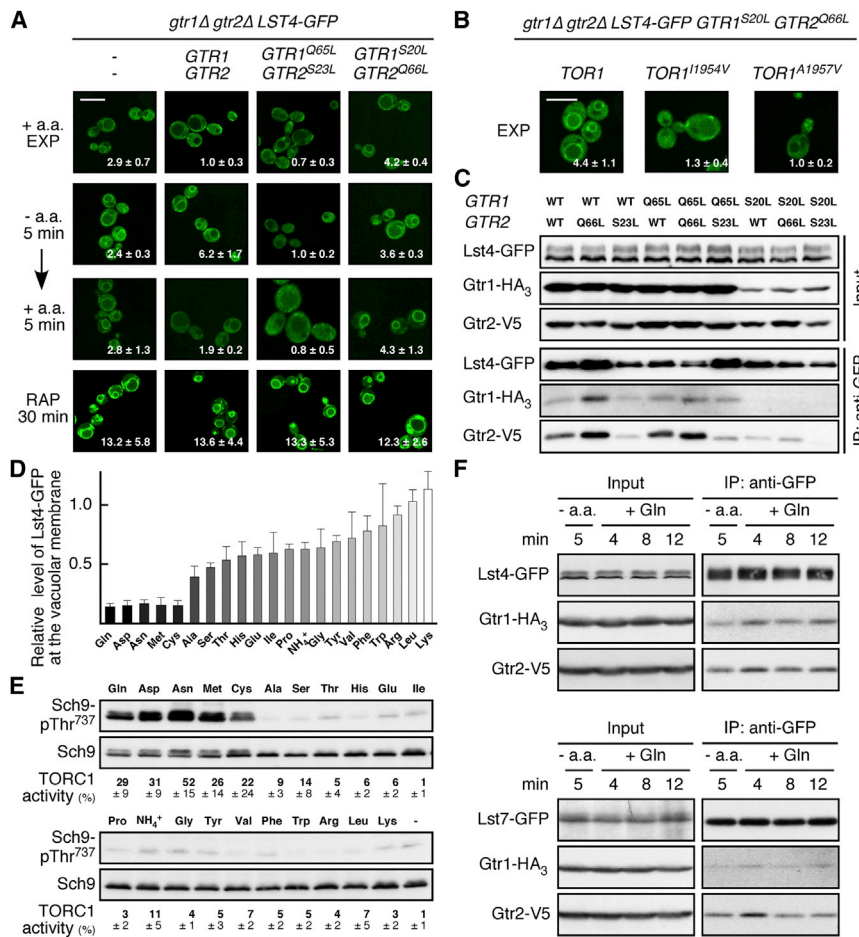 A
gtr1Δ gtr2Δ LST4-GFP
- GTR1 GTR1Q65L GTR1S20L
- GTR2 GTR2S23L GTR2Q66L
+ a.a. EXP
2.9 ± 0.7 1.0 ± 0.3 0.7 ± 0.3 4.2 ± 0.4
- a.a. 5 min
2.4 ± 0.3 6.2 ± 1.7 1.0 ± 0.2 3.6 ± 0.3
+ a.a. 5 min
2.8 ± 1.3 1.9 ± 0.2 0.8 ± 0.5 4.3 ± 1.3
RAP 30 min
13.2 ± 5.8 13.6 ± 4.4 13.3 ± 5.3 12.3 ± 2.6
B
gtr1Δ gtr2Δ LST4-GFP GTR1S20L GTR2Q66L
TOR1 TOR1I1954V TOR1A1957V
EXP
4.4 ± 1.1 1.3 ± 0.4 1.0 ± 0.2
C
GTR1 WT WT WT Q65L Q65L Q65L S20L S20L S20L
GTR2 WT Q66L S23L WT Q66L S23L WT Q66L S23L
Lst4-GFP
Gtr1-HA3
Gtr2-V5
Input
Lst4-GFP
Gtr1-HA3
Gtr2-V5
IP: anti-GFP
D
Relative level of Lst4-GFP
at the vacuolar membrane
1.0
0.5
Gln Asp Asn Met Cys Ala Ser Thr His Glu Ile Pro NH4+ Gly Tyr Val Phe Trp Arg Leu Lys
E
Gln Asp Asn Met Cys Ala Ser Thr His Glu Ile
Sch9-
pThr737
Sch9
TORC1 29 31 52 26 22 9 14 5 6 6 1
activity (%) ± 9 ± 9 ± 15 ± 14 ± 24 ± 3 ± 8 ± 4 ± 2 ± 2 ± 1
Pro NH4+ Gly Tyr Val Phe Trp Arg Leu Lys -
Sch9-
pThr737
Sch9
TORC1 3 11 4 5 7 5 5 4 7 3 1
activity (%) ± 2 ± 5 ± 1 ± 3 ± 2 ± 2 ± 2 ± 2 ± 5 ± 2 ± 1
F
Input IP: anti-GFP
- a.a. + Gln - a.a. + Gln
min 5 4 8 12 5 4 8 12
Lst4-GFP
Gtr1-HA3
Gtr2-V5
Input IP: anti-GFP
- a.a. + Gln - a.a. + Gln
min 5 4 8 12 5 4 8 12
Lst7-GFP
Gtr1-HA3
Gtr2-V5